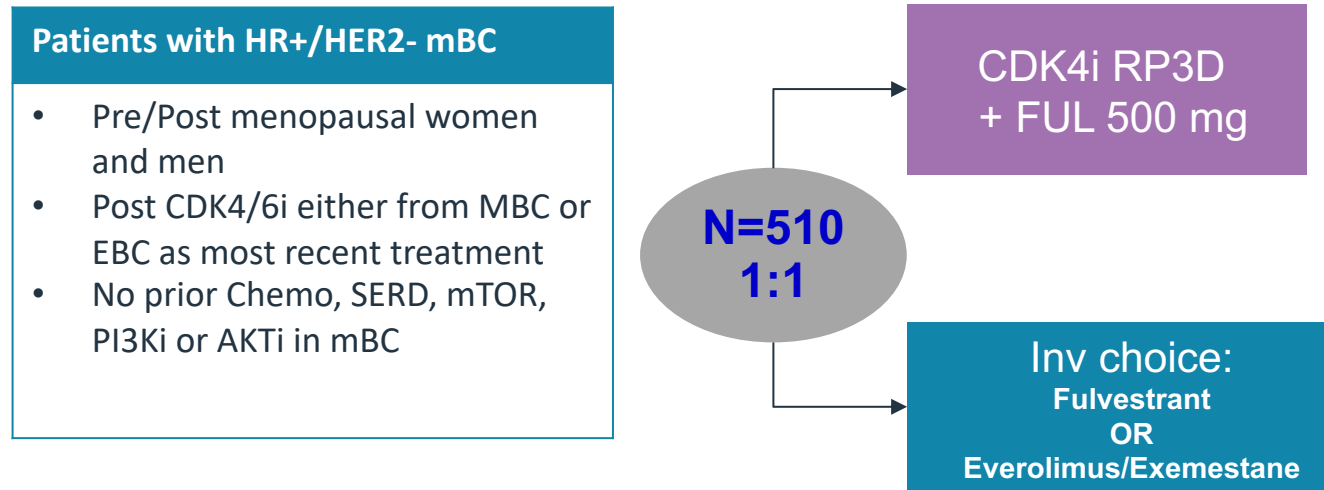 Patients with HR+/HER2- mBC
• Pre/Post menopausal women
and men
• Post CDK4/6i either from MBC or
EBC as most recent treatment
• No prior Chemo, SERD, mTOR,
PI3Ki or AKTi in mBC
N=510
1:1
CDK4i RP3D
+ FUL 500 mg
Inv choice:
Fulvestrant
OR
Everolimus/Exemestane